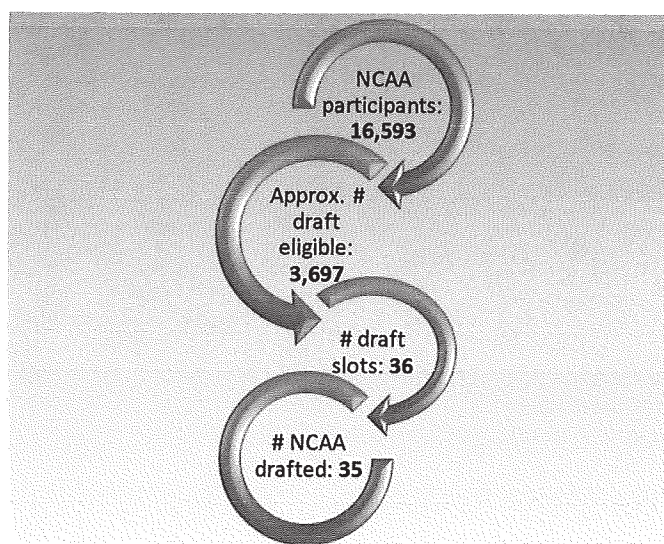 NCAA
participants:
16,593
Approx. #
draft
eligible:
3,697
# draft
slots: 36
# NCAA
drafted: 35